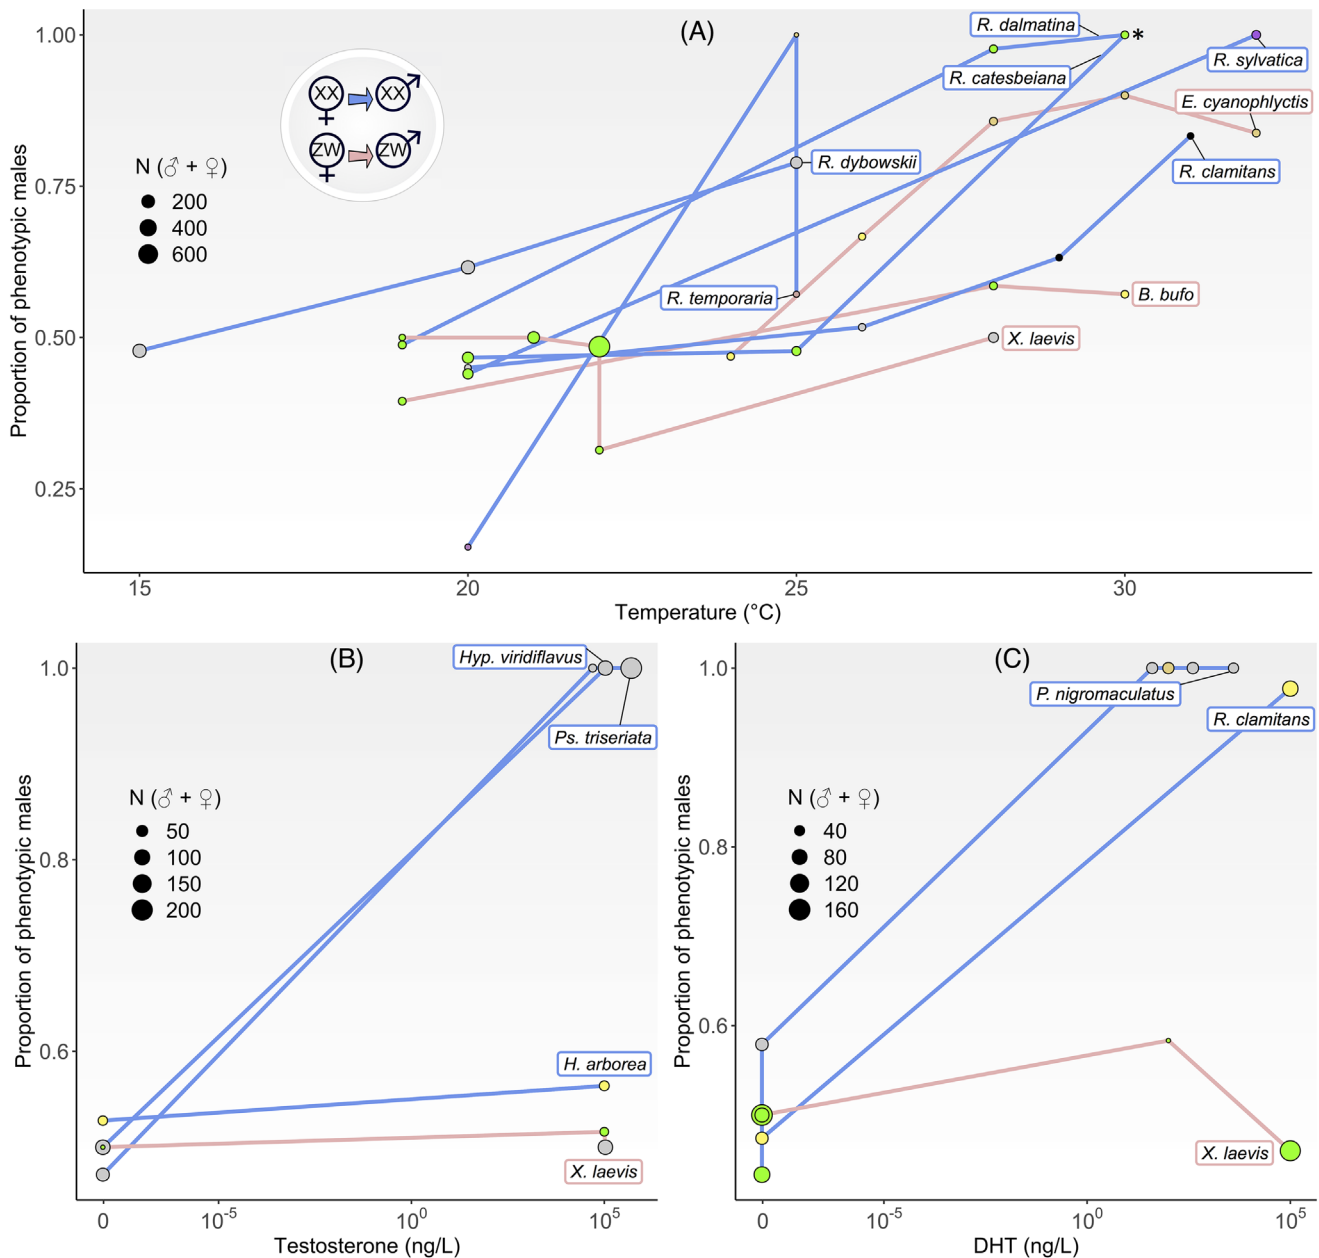 (A)
1.00
0.75
0.50
0.25
Proportion of phenotypic males
XX
XX
ZW
ZW
N (♂ + ♀)
200
400
600
R. dalmatina
*
R. catesbeiana
R. sylvatica
E. cyanophlyctis
R. dybowskii
R. clamitans
R. temporaria
B. bufo
X. laevis
15
20
25
30
Temperature (°C)
(B)
1.0
0.8
0.6
Proportion of phenotypic males
Hyp. viridiflavus
Ps. triseriata
N (♂ + ♀)
50
100
150
200
H. arborea
X. laevis
0
10⁻⁵
10⁰
10⁵
Testosterone (ng/L)
(C)
1.0
0.8
0.6
Proportion of phenotypic males
P. nigromaculatus
R. clamitans
N (♂ + ♀)
40
80
120
160
X. laevis
0
10⁻⁵
10⁰
10⁵
DHT (ng/L)